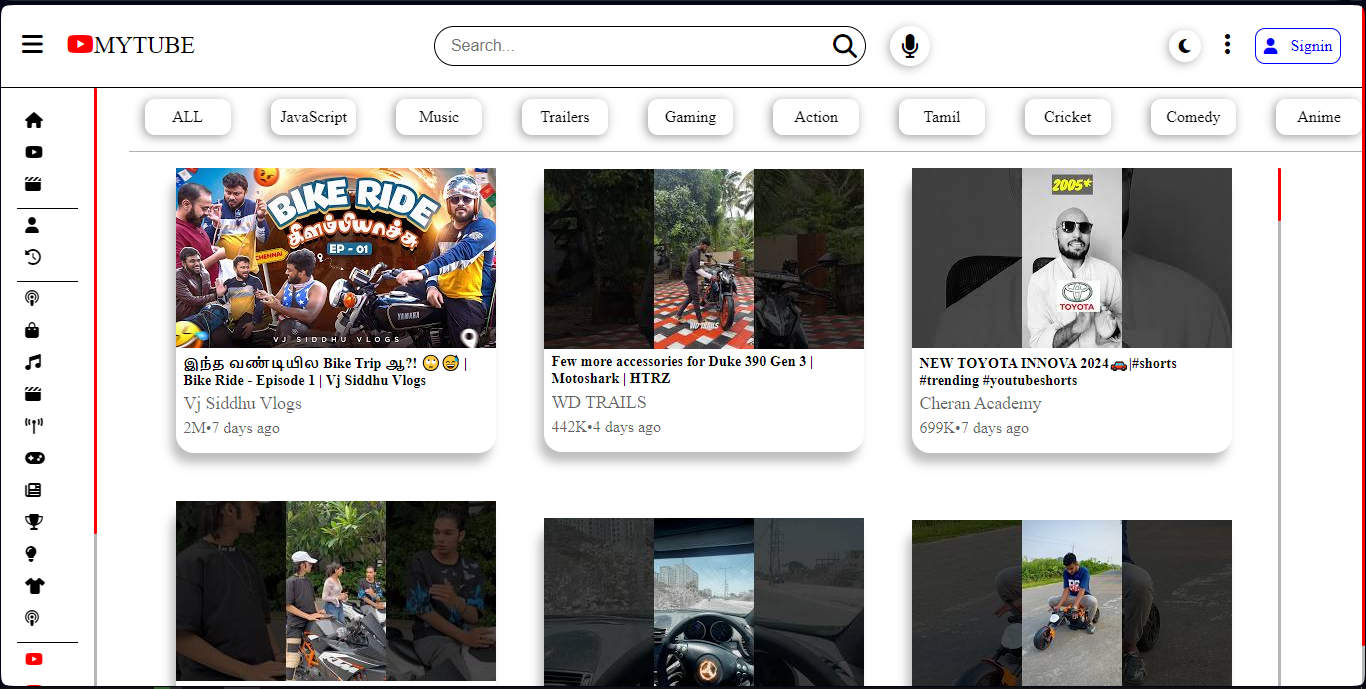 MYTUBE
Search...
Signin
ALL
JavaScript
Music
Trailers
Gaming
Action
Tamil
Cricket
Comedy
Anime
BIKE RIDE
கிளம்பியாச்சு
EP - 01
CHENNAI
YAMAHA
VJ SIDDHU VLOGS
இந்த வண்டியில Bike Trip ஆ?! 🙄😅 |
Bike Ride - Episode 1 | Vj Siddhu Vlogs
Vj Siddhu Vlogs
2M•7 days ago
WD TRAILS
Few more accessories for Duke 390 Gen 3 |
Motoshark | HTRZ
WD TRAILS
442K•4 days ago
2005*
TOYOTA
NEW TOYOTA INNOVA 2024🚗|#shorts
#trending #youtubeshorts
Cheran Academy
699K•7 days ago